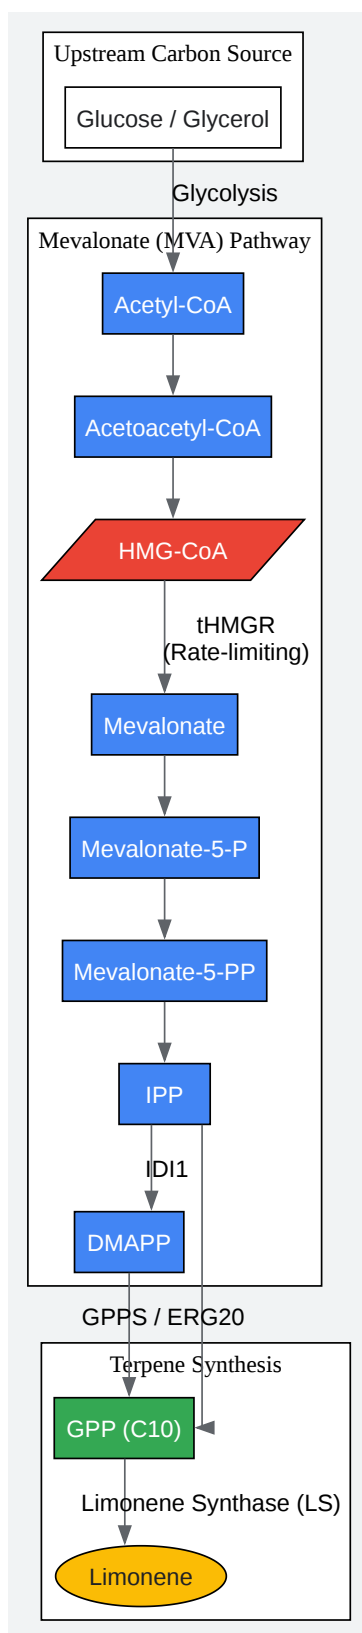 Upstream Carbon Source
Glucose / Glycerol
Glycolysis
Mevalonate (MVA) Pathway
Acetyl-CoA
Acetoacetyl-CoA
HMG-CoA
tHMGR
(Rate-limiting)
Mevalonate
Mevalonate-5-P
Mevalonate-5-PP
IPP
IDI1
DMAPP
GPPS / ERG20
Terpene Synthesis
GPP (C10)
Limonene Synthase (LS)
Limonene